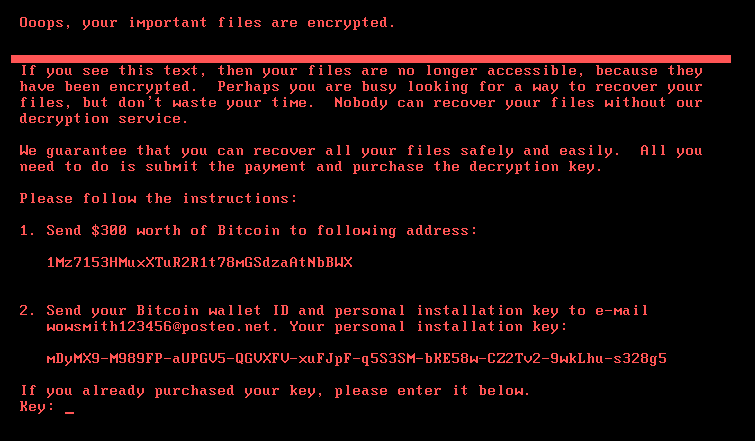 Ooops, your important files are encrypted.
If you see this text, then your files are no longer accessible, because they
have been encrypted.  Perhaps you are busy looking for a way to recover your
files, but don't waste your time.  Nobody can recover your files without our
decryption service.
We guarantee that you can recover all your files safely and easily.  All you
need to do is submit the payment and purchase the decryption key.
Please follow the instructions:
1. Send $300 worth of Bitcoin to following address:
1Mz7153HMuxXTuR2R1t78mGSdzaAtNbBWX
2. Send your Bitcoin wallet ID and personal installation key to e-mail
wowsmith123456@posteo.net. Your personal installation key:
mDyMX9-M989FP-aUPGV5-QGVXFV-xuFJpF-q5S3SM-bKE58w-CZ2Tv2-9wkLhu-s328g5
If you already purchased your key, please enter it below.
Key: _